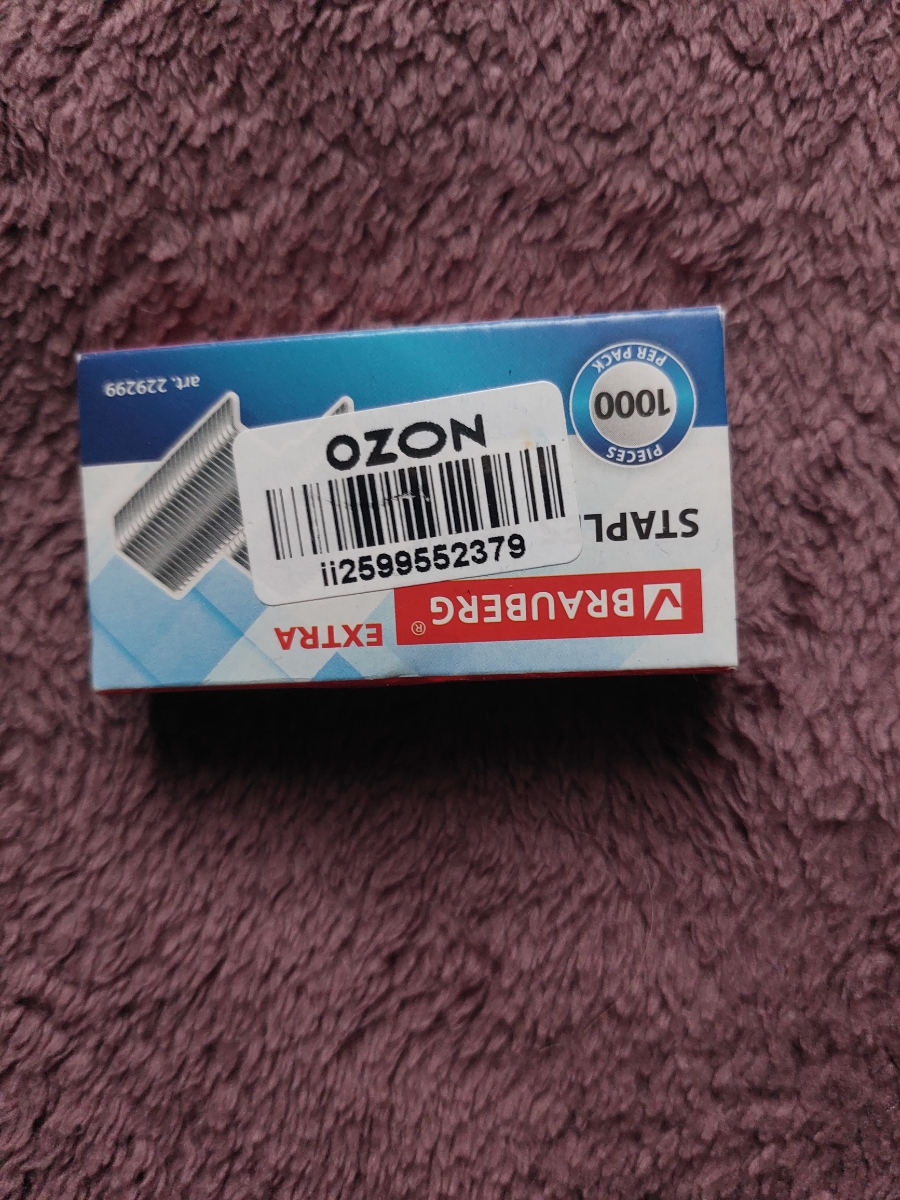 BRAUBERG® EXTRA
STAPL
PIECES
1000
PER PACK
art. 229299
OZON
ii2599552379